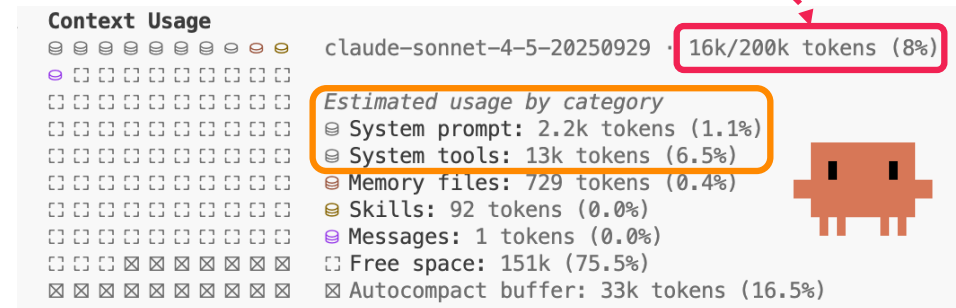 Context Usage
claude-sonnet-4-5-20250929 · 16k/200k tokens (8%)
Estimated usage by category
System prompt: 2.2k tokens (1.1%)
System tools: 13k tokens (6.5%)
Memory files: 729 tokens (0.4%)
Skills: 92 tokens (0.0%)
Messages: 1 tokens (0.0%)
Free space: 151k (75.5%)
Autocompact buffer: 33k tokens (16.5%)